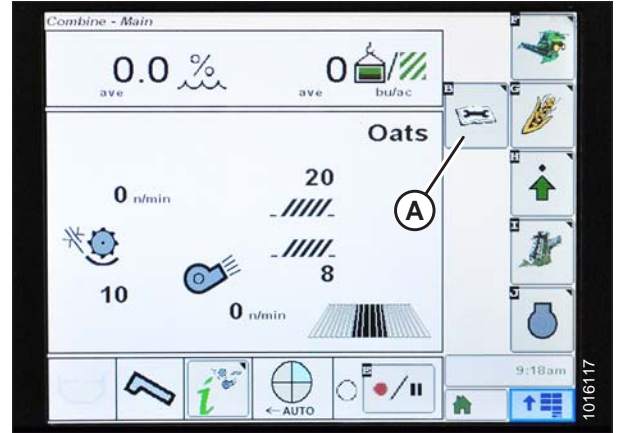 Combine - Main
F
0.0 %
ave
0
ave
bu/ac
B
G
Oats
A
20
H
0 n/min
I
8
10
0 n/min
J
E
← AUTO
9:18am
1016117